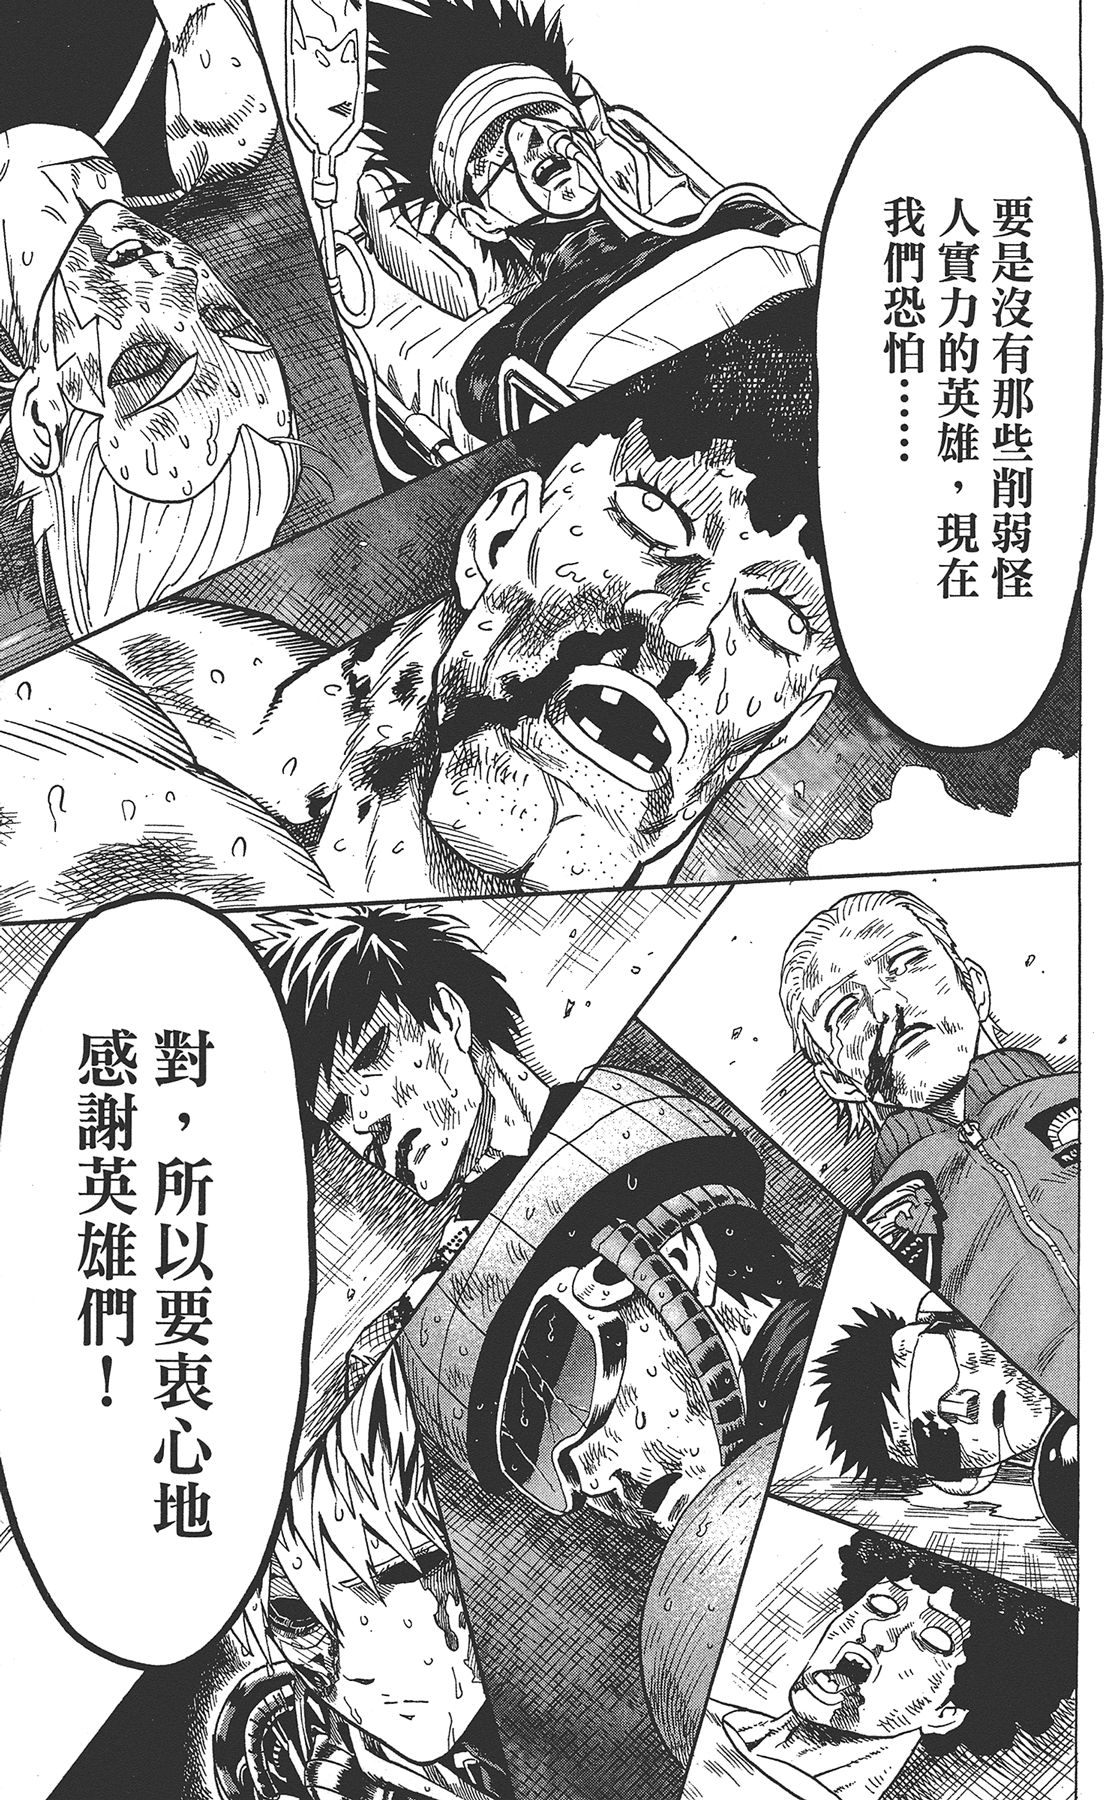 要是沒有那些削弱怪
人實力的英雄，現在
我們恐怕……
對，所以要衷心地
感謝英雄們！